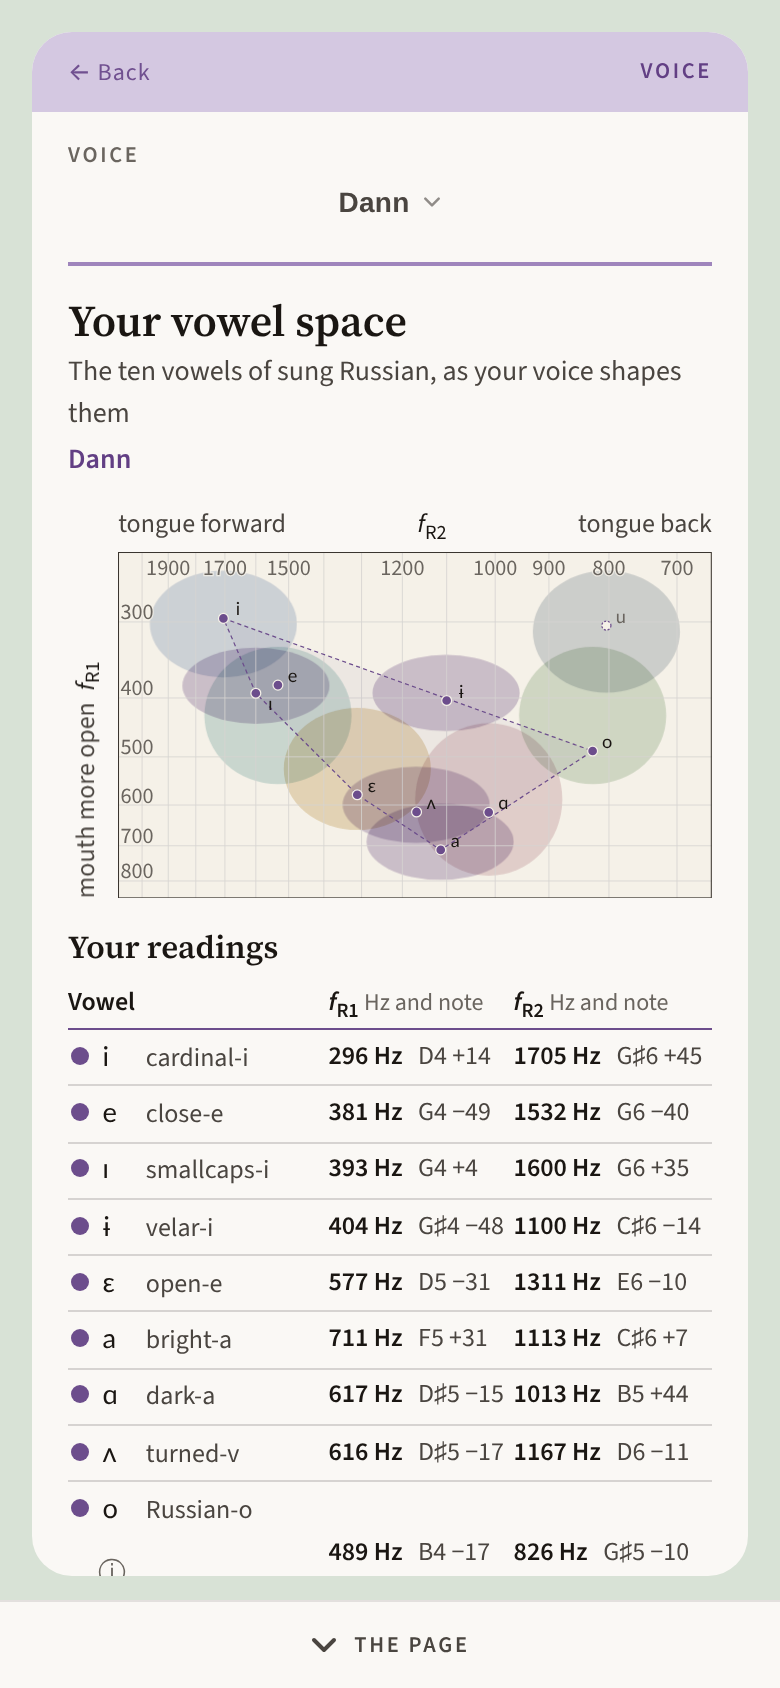 ← Back VOICE
VOICE
Dann
Your vowel space
The ten vowels of sung Russian, as your voice shapes
them
Dann
tongue forward fR2 tongue back
1900 1700 1500 1200 1000 900 800 700
300
400
500
600
700
800
mouth more open fR1
i
u
e
ɪ
ɨ
o
ɛ
ʌ
ɑ
a
Your readings
Vowel fR1 Hz and note fR2 Hz and note
i cardinal-i 296 Hz D4 +14 1705 Hz G♯6 +45
e close-e 381 Hz G4 −49 1532 Hz G6 −40
ɪ smallcaps-i 393 Hz G4 +4 1600 Hz G6 +35
ɨ velar-i 404 Hz G♯4 −48 1100 Hz C♯6 −14
ɛ open-e 577 Hz D5 −31 1311 Hz E6 −10
a bright-a 711 Hz F5 +31 1113 Hz C♯6 +7
ɑ dark-a 617 Hz D♯5 −15 1013 Hz B5 +44
ʌ turned-v 616 Hz D♯5 −17 1167 Hz D6 −11
o Russian-o
489 Hz B4 −17 826 Hz G♯5 −10
THE PAGE